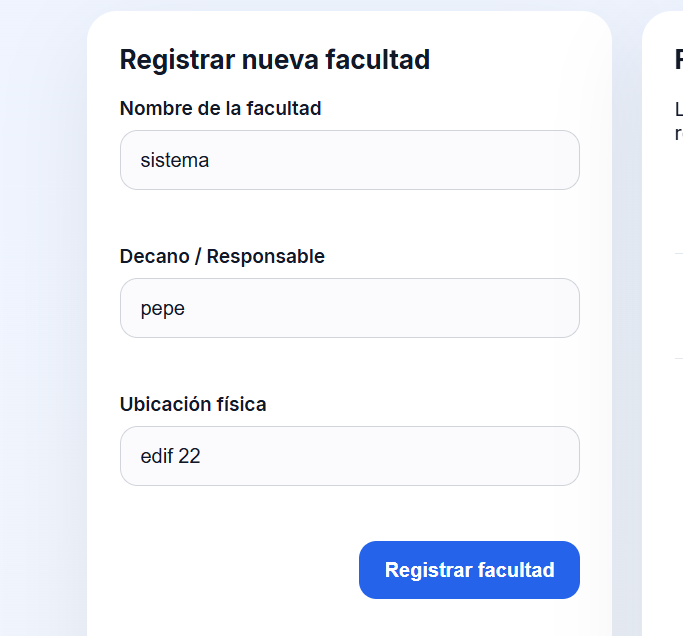 Registrar nueva facultad
Nombre de la facultad
sistema
Decano / Responsable
pepe
Ubicación física
edif 22
Registrar facultad